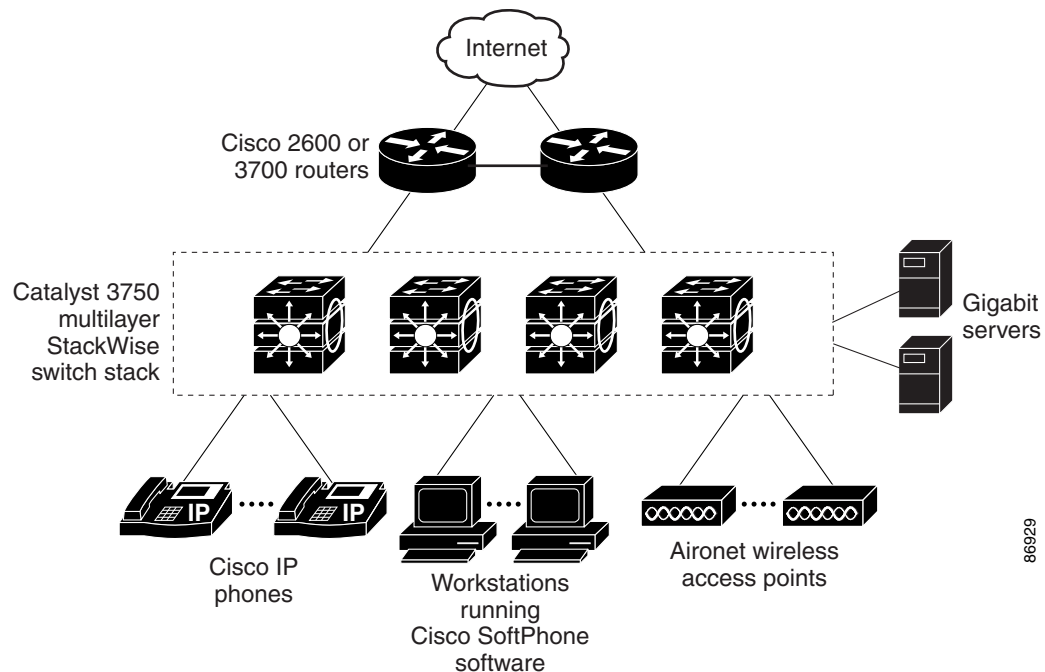 Internet
Cisco 2600 or
3700 routers
Catalyst 3750
multilayer
StackWise
switch stack
Gigabit
servers
IP
IP
Cisco IP
phones
Workstations
running
Cisco SoftPhone
software
Aironet wireless
access points
86929